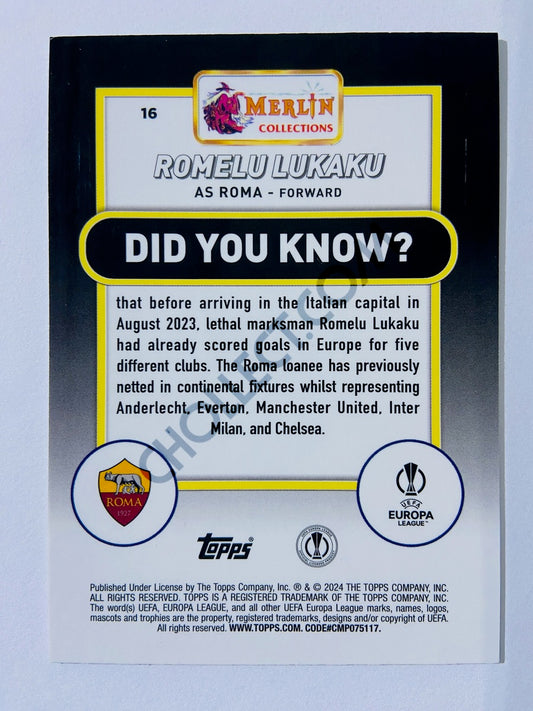 16
MERLIN
COLLECTIONS
ROMELU LUKAKU
AS ROMA - FORWARD
DID YOU KNOW?
that before arriving in the Italian capital in
August 2023, lethal marksman Romelu Lukaku
had already scored goals in Europe for five
different clubs. The Roma loanee has previously
netted in continental fixtures whilst representing
Anderlecht, Everton, Manchester United, Inter
Milan, and Chelsea.
CHOLLECT.COM
ROMA
1927
UEFA
EUROPA
LEAGUE™
Topps®
Published Under License by The Topps Company, Inc. ® & © 2024 THE TOPPS COMPANY, INC.
ALL RIGHTS RESERVED. TOPPS IS A REGISTERED TRADEMARK OF THE TOPPS COMPANY, INC.
The word(s) UEFA, EUROPA LEAGUE, and all other UEFA Europa League marks, names, logos,
mascots and trophies are the property, registered trademarks, designs and/or copyright of UEFA.
All rights reserved. WWW.TOPPS.COM. CODE#CMP075117.